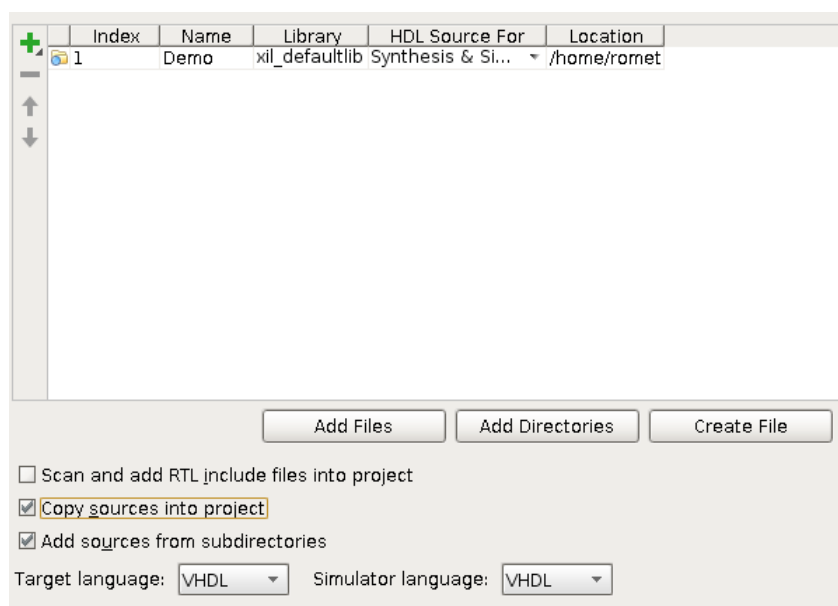 Index Name Library HDL Source For Location
1 Demo xil_defaultlib Synthesis & Si... /home/romet
Add Files Add Directories Create File
Scan and add RTL include files into project
Copy sources into project
Add sources from subdirectories
Target language: VHDL Simulator language: VHDL